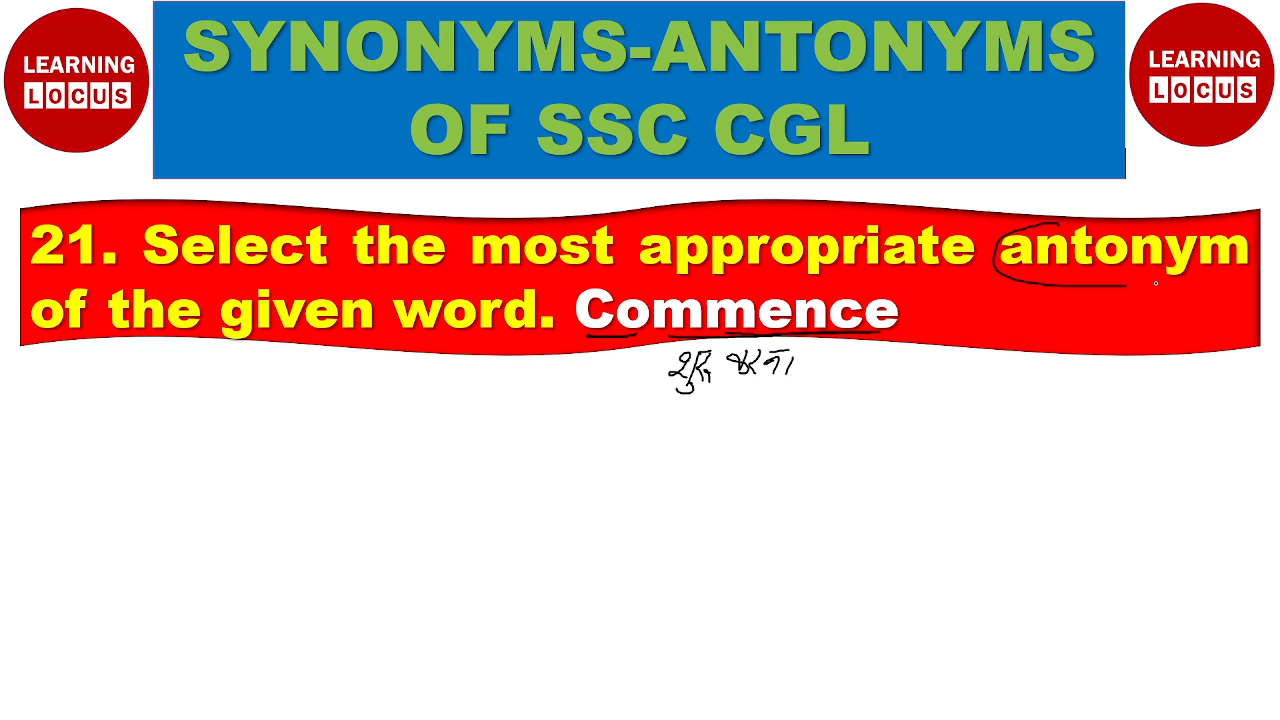 LEARNING
LOCUS
SYNONYMS-ANTONYMS
OF SSC CGL
LEARNING
LOCUS
21. Select the most appropriate antonym
of the given word. Commence
शुरू करना